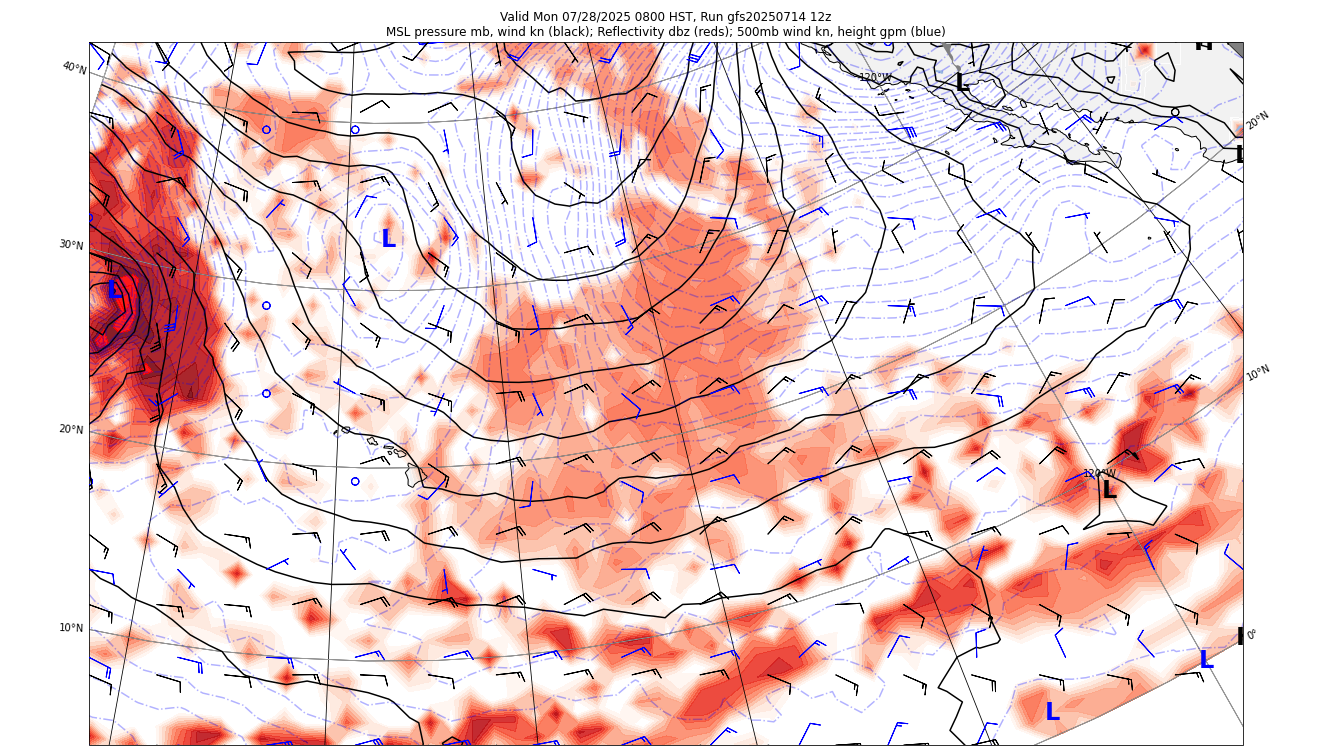 Valid Mon 07/28/2025 0800 HST, Run gfs20250714 12z
MSL pressure mb, wind kn (black); Reflectivity dbz (reds); 500mb wind kn, height gpm (blue)
40°N
120°W
L
20°N
L
30°N
L
L
10°N
20°N
120°W
L
10°N
0°
L
L